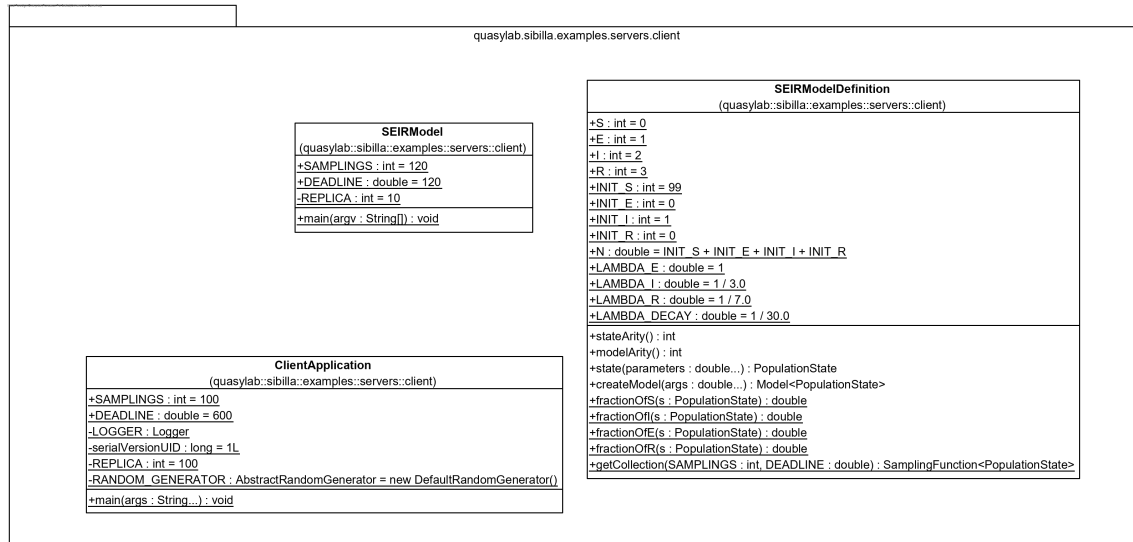 quasylab.sibilla.examples.servers.client
SEIRModelDefinition
(quasylab::sibilla::examples::servers::client)
+S : int = 0
+E : int = 1
+I : int = 2
+R : int = 3
+INIT_S : int = 99
+INIT_E : int = 0
+INIT_I : int = 1
+INIT_R : int = 0
+N : double = INIT_S + INIT_E + INIT_I + INIT_R
+LAMBDA_E : double = 1
+LAMBDA_I : double = 1 / 3.0
+LAMBDA_R : double = 1 / 7.0
+LAMBDA_DECAY : double = 1 / 30.0
+stateArity() : int
+modelArity() : int
+state(parameters : double...) : PopulationState
+createModel(args : double...) : Model<PopulationState>
+fractionOfS(s : PopulationState) : double
+fractionOfI(s : PopulationState) : double
+fractionOfE(s : PopulationState) : double
+fractionOfR(s : PopulationState) : double
+getCollection(SAMPLINGS : int, DEADLINE : double) : SamplingFunction<PopulationState>
SEIRModel
(quasylab::sibilla::examples::servers::client)
+SAMPLINGS : int = 120
+DEADLINE : double = 120
-REPLICA : int = 10
+main(argv : String[]) : void
ClientApplication
(quasylab::sibilla::examples::servers::client)
+SAMPLINGS : int = 100
+DEADLINE : double = 600
-LOGGER : Logger
-serialVersionUID : long = 1L
-REPLICA : int = 100
-RANDOM_GENERATOR : AbstractRandomGenerator = new DefaultRandomGenerator()
+main(args : String...) : void